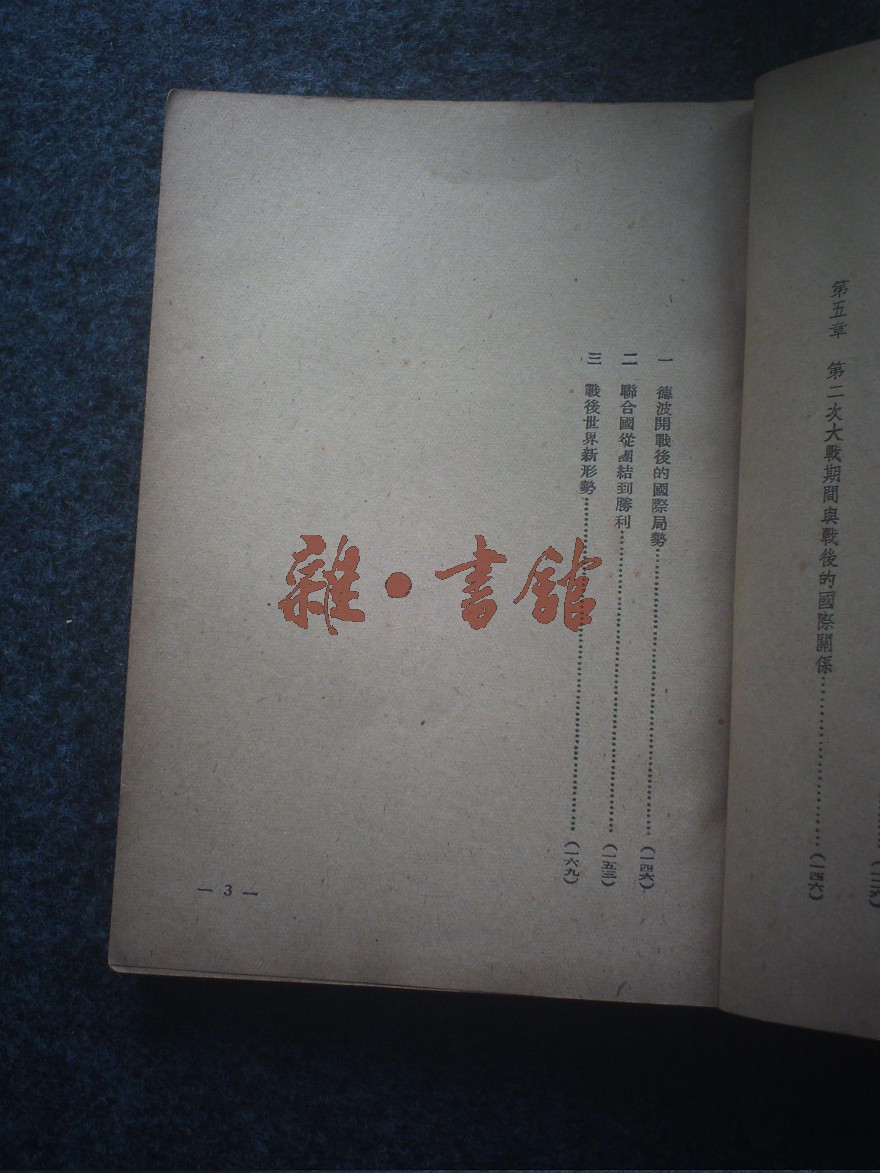 第五章　第二次大戰期間與戰後的國際關係……（一四六）
一　德波開戰後的國際局勢……（一四六）
二　聯合國從團結到勝利……（一五三）
三　戰後世界新形勢……（一六九）
— 3 —
雜・書館